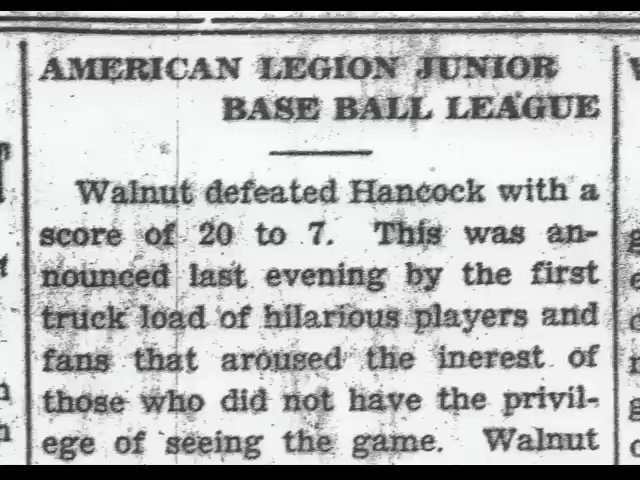 AMERICAN LEGION JUNIOR
BASE BALL LEAGUE
Walnut defeated Hancock with a
score of 20 to 7. This was an-
nounced last evening by the first
truck load of hilarious players and
fans that aroused the inerest of
those who did not have the privil-
ege of seeing the game. Walnut